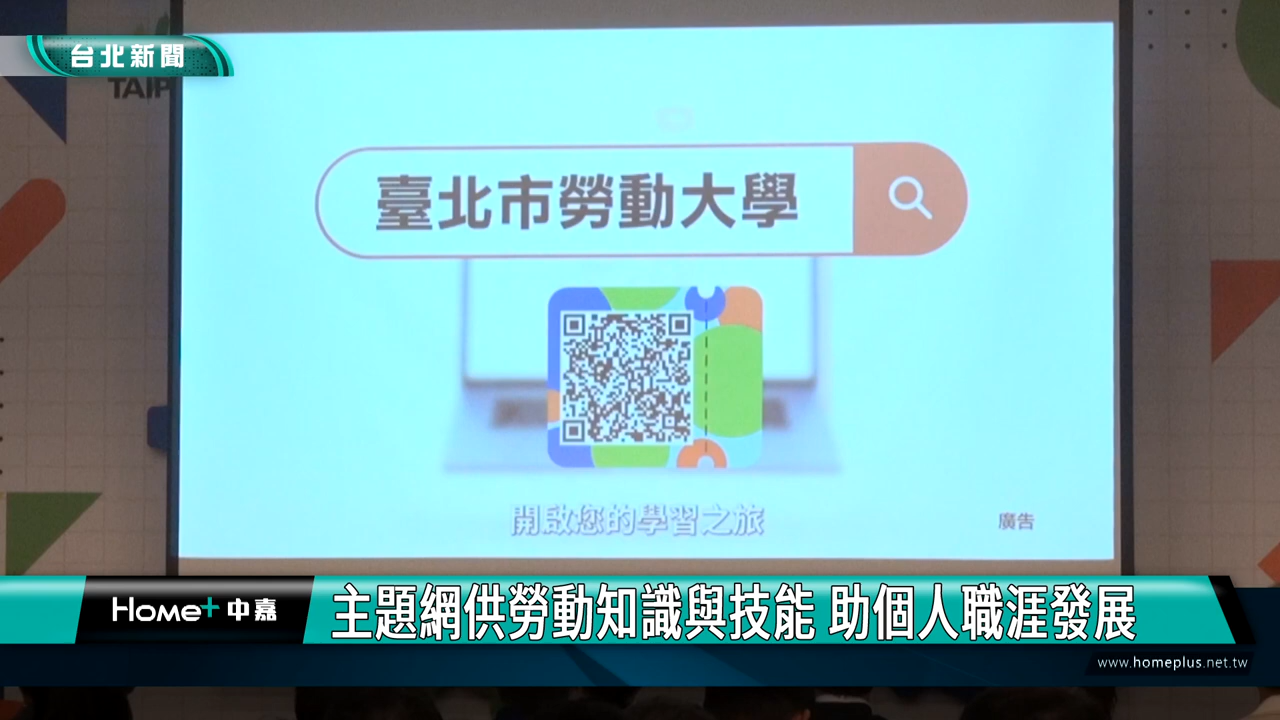 台北新聞
TAIP
臺北市勞動大學
開啟您的學習之旅
廣告
Home+ 中嘉
主題網供勞動知識與技能 助個人職涯發展
www.homeplus.net.tw